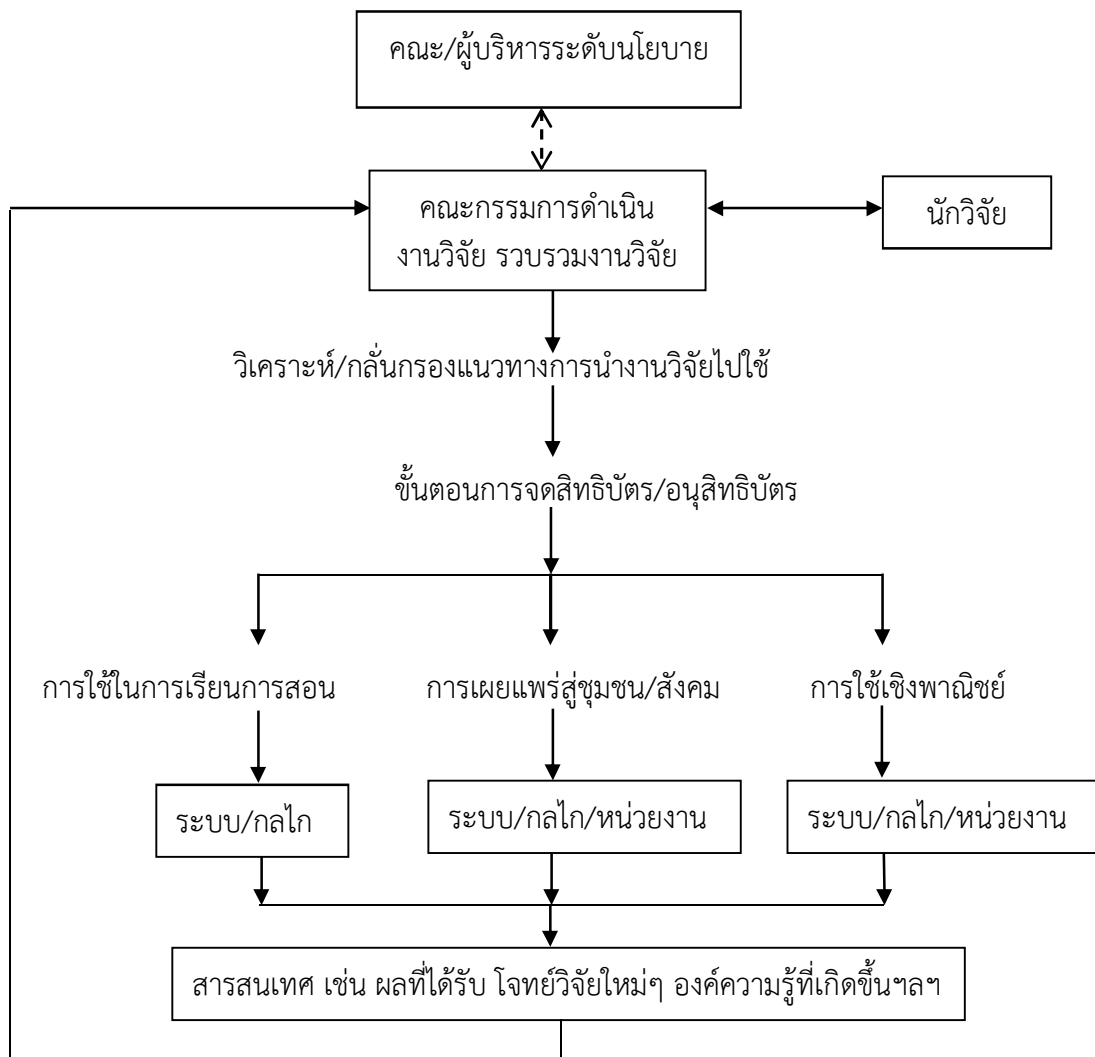 คณะ/ผู้บริหารระดับนโยบาย
คณะกรรมการดำเนิน
งานวิจัย รวบรวมงานวิจัย
นักวิจัย
วิเคราะห์/กลั่นกรองแนวทางการนำงานวิจัยไปใช้
ขั้นตอนการจดสิทธิบัตร/อนุสิทธิบัตร
การใช้ในการเรียนการสอน
การเผยแพร่สู่ชุมชน/สังคม
การใช้เชิงพาณิชย์
ระบบ/กลไก
ระบบ/กลไก/หน่วยงาน
ระบบ/กลไก/หน่วยงาน
สารสนเทศ เช่น ผลที่ได้รับ โจทย์วิจัยใหม่ๆ องค์ความรู้ที่เกิดขึ้นฯลฯ